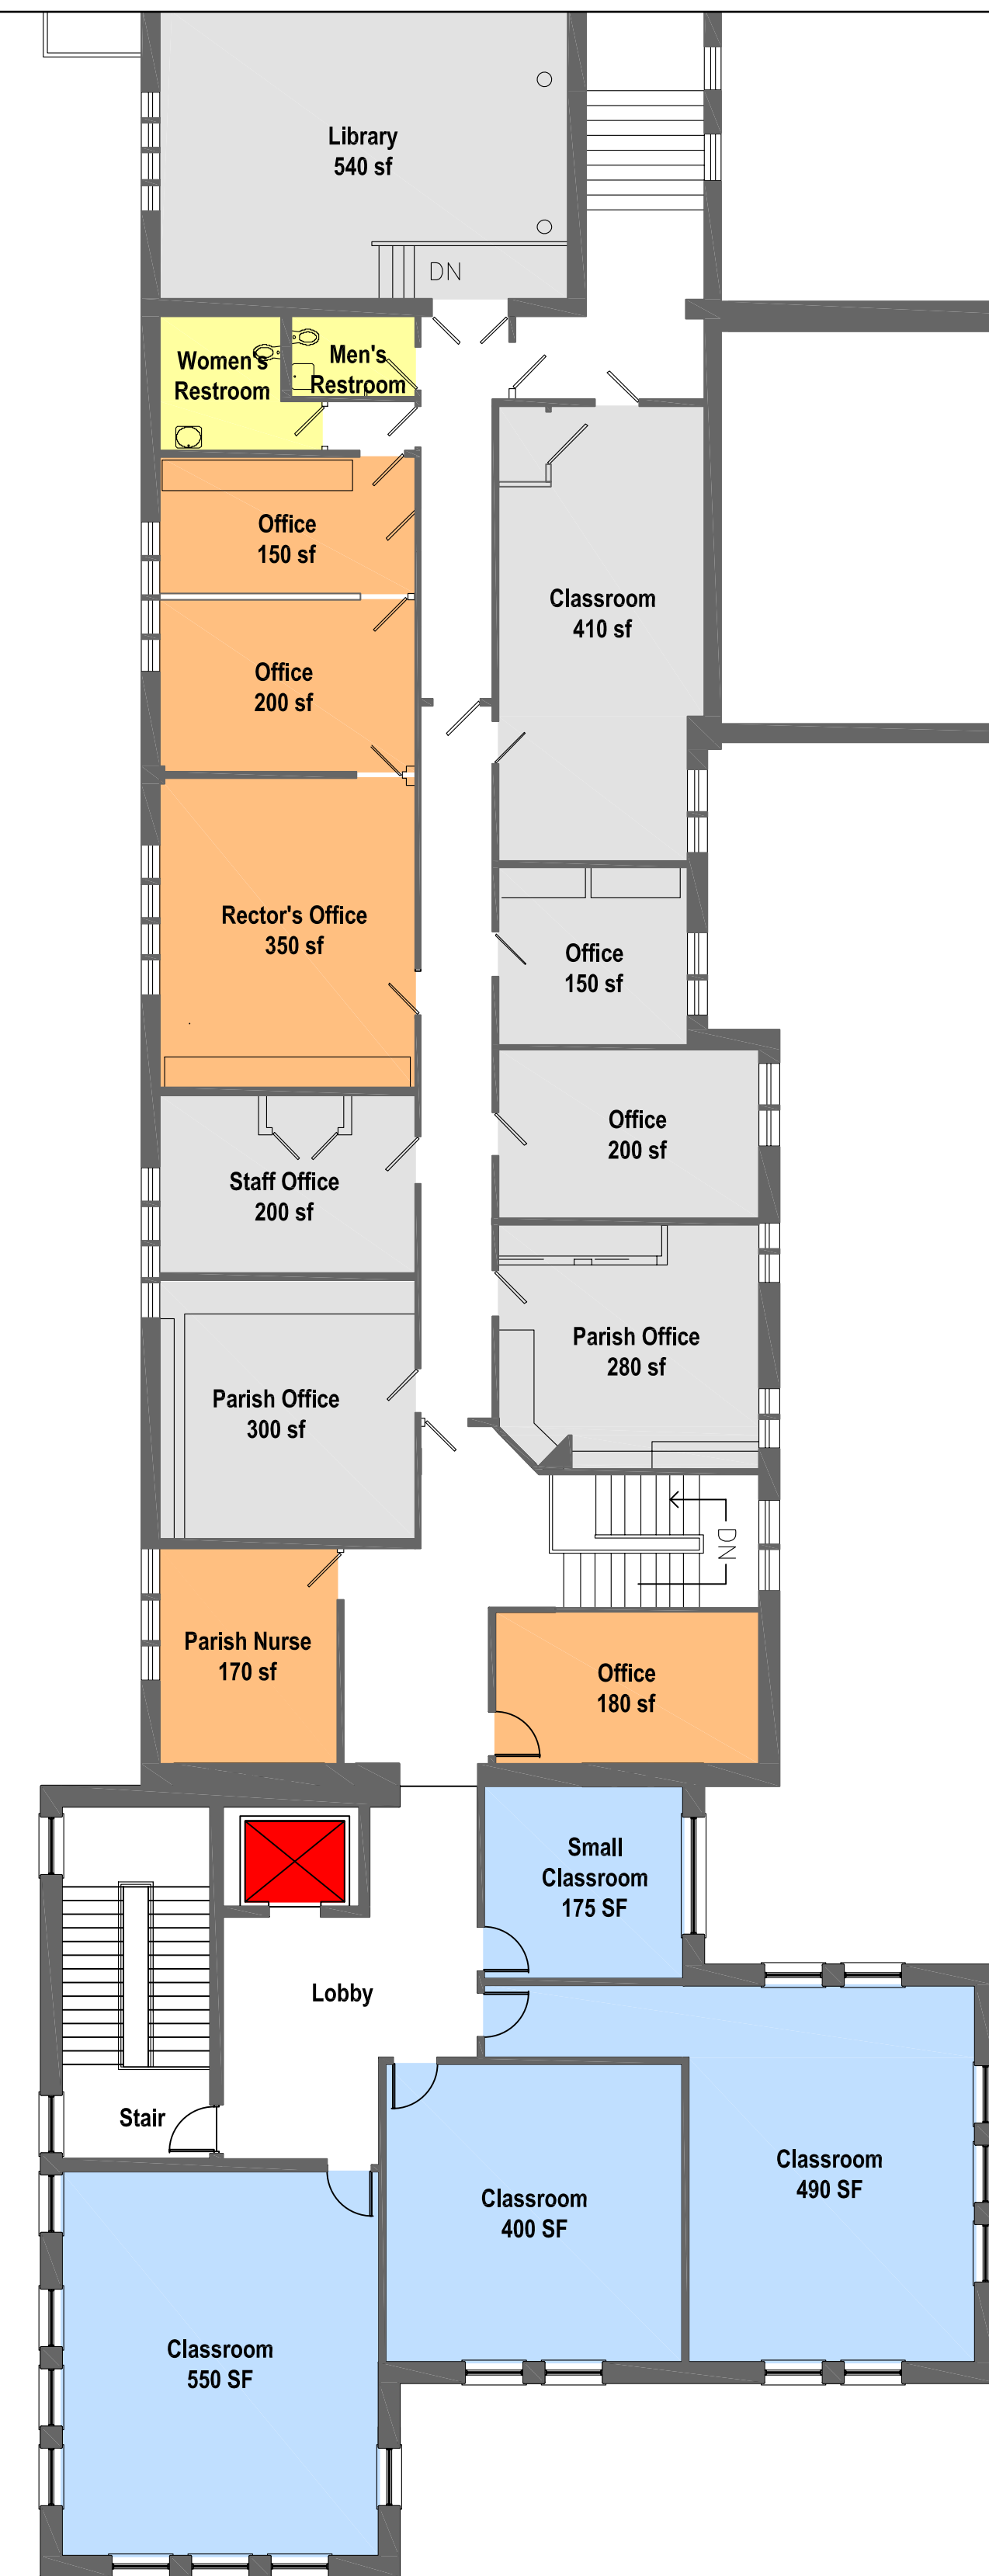 Library
540 sf
DN
Women's
Restroom
Men's
Restroom
Office
150 sf
Classroom
410 sf
Office
200 sf
Rector's Office
350 sf
Office
150 sf
Office
200 sf
Staff Office
200 sf
Parish Office
280 sf
Parish Office
300 sf
DN
Parish Nurse
170 sf
Office
180 sf
Small
Classroom
175 SF
Lobby
Stair
Classroom
490 SF
Classroom
400 SF
Classroom
550 SF